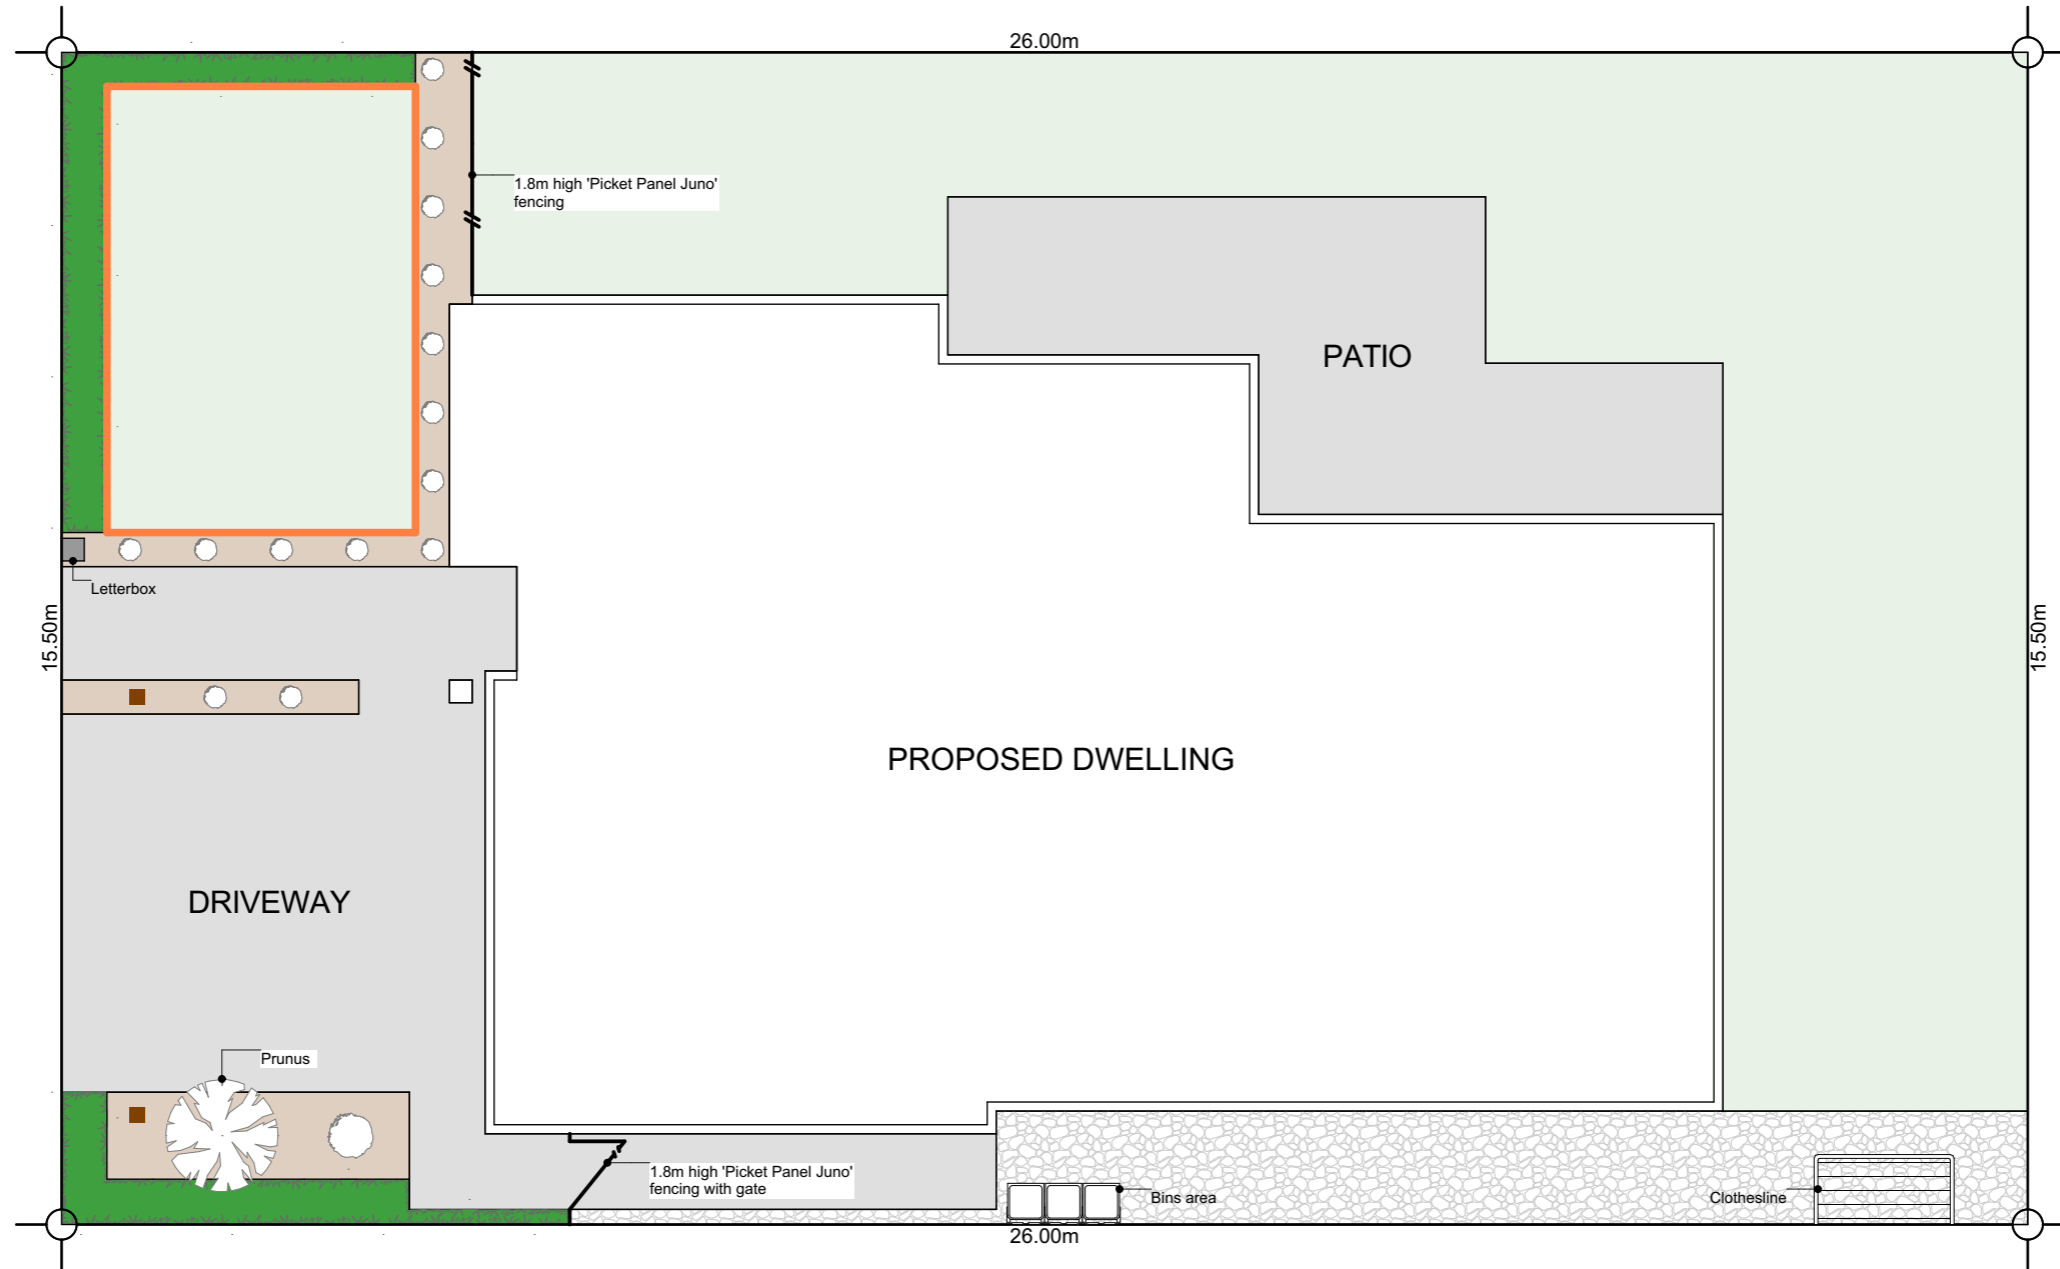 26.00m
1.8m high 'Picket Panel Juno'
fencing
PATIO
Letterbox
15.50m
15.50m
PROPOSED DWELLING
DRIVEWAY
Prunus
1.8m high 'Picket Panel Juno'
fencing with gate
Bins area
Clothesline
26.00m